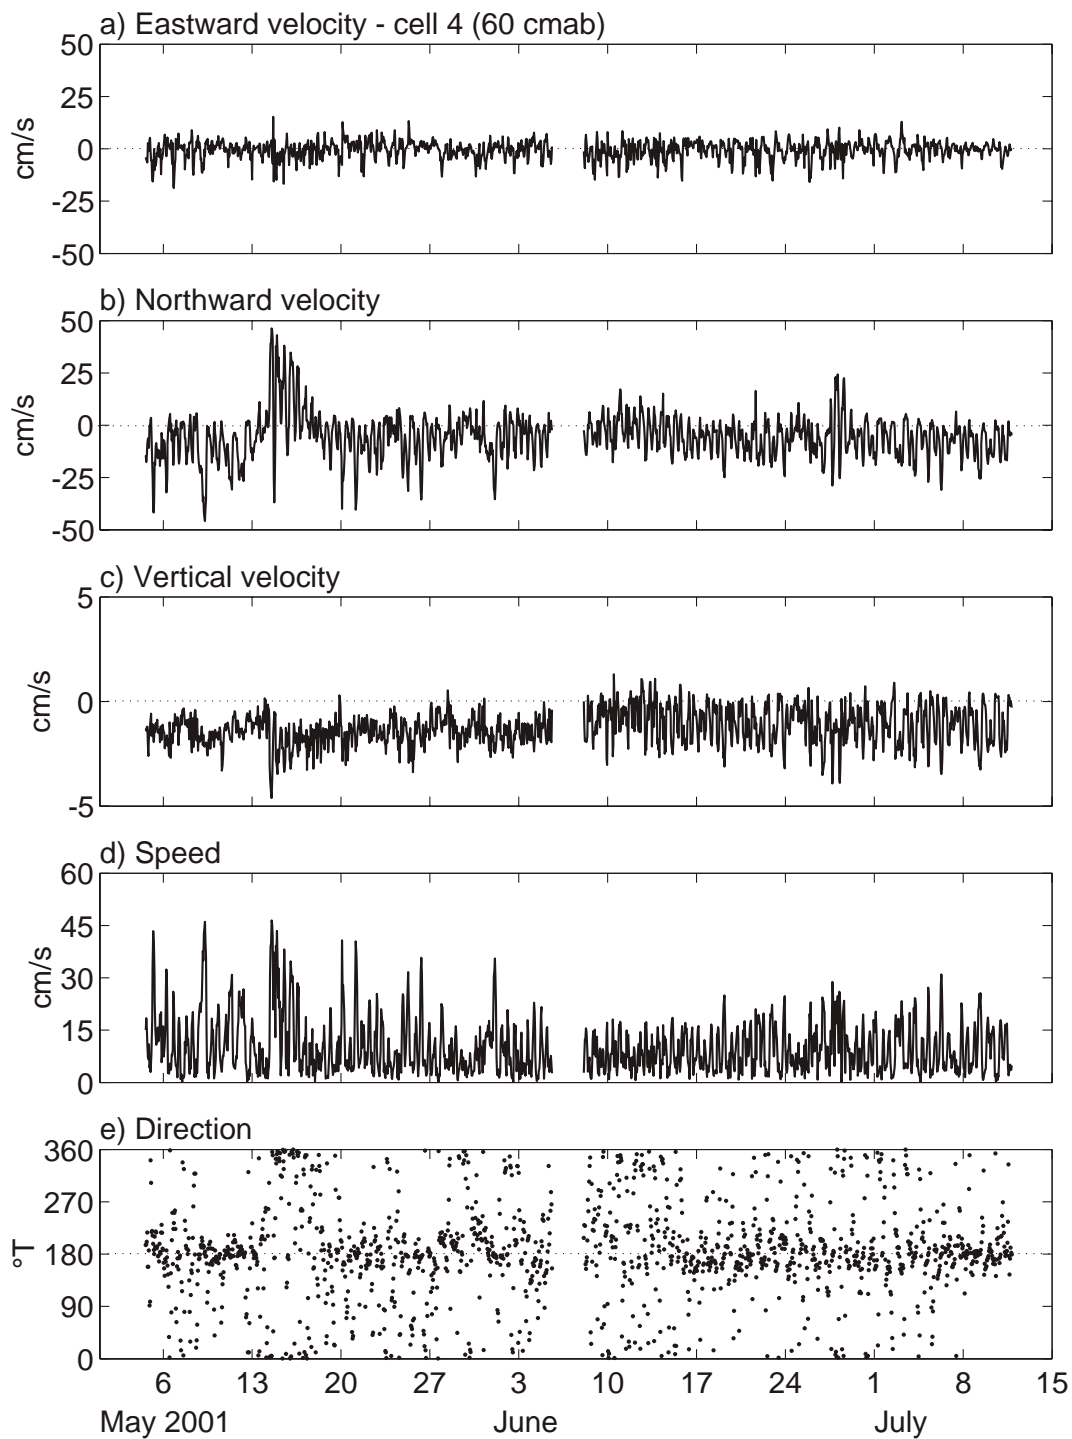 a) Eastward velocity - cell 4 (60 cmab)
50
25
0
-25
-50
cm/s
b) Northward velocity
50
25
0
-25
-50
cm/s
c) Vertical velocity
5
0
-5
cm/s
d) Speed
60
45
30
15
0
cm/s
e) Direction
360
270
180
90
0
°T
6 13 20 27 3 10 17 24 1 8 15
May 2001 June July